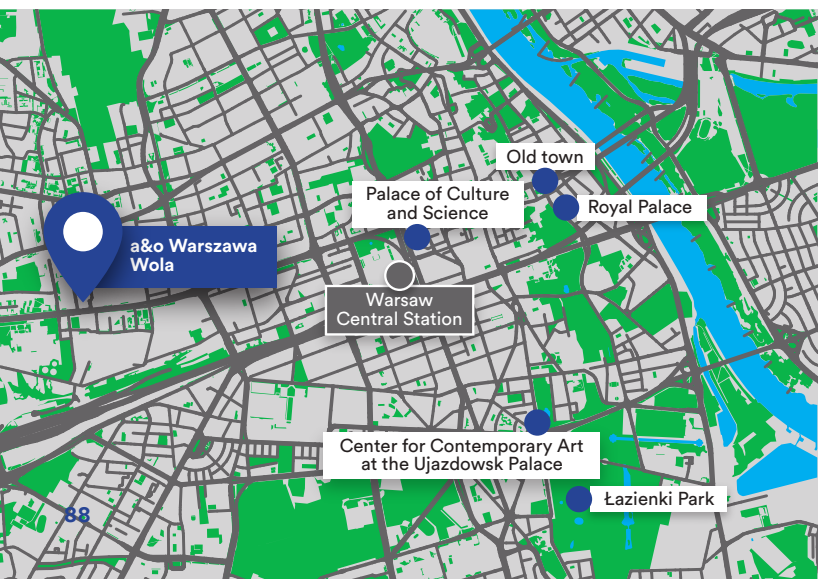 Old town
Palace of Culture
and Science
Royal Palace
a&o Warszawa
Wola
Warsaw
Central Station
Center for Contemporary Art
at the Ujazdowsk Palace
Łazienki Park
88